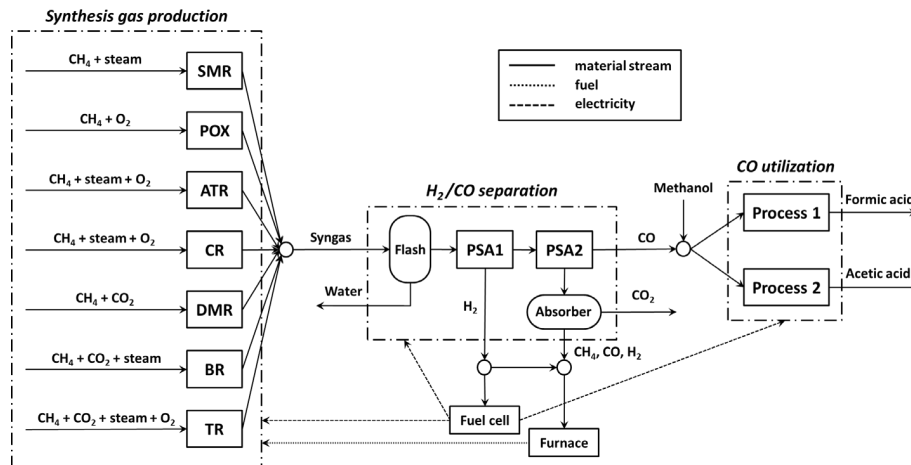 Synthesis gas production
CH₄ + steam
SMR
CH₄ + O₂
POX
CH₄ + steam + O₂
ATR
CH₄ + steam + O₂
CR
CH₄ + CO₂
DMR
CH₄ + CO₂ + steam
BR
CH₄ + CO₂ + steam + O₂
TR
material stream
fuel
electricity
Syngas
H₂/CO separation
Flash
PSA1
PSA2
Water
H₂
Absorber
CO₂
CH₄, CO, H₂
Fuel cell
Furnace
CO
Methanol
CO utilization
Process 1
Formic acid
Process 2
Acetic acid